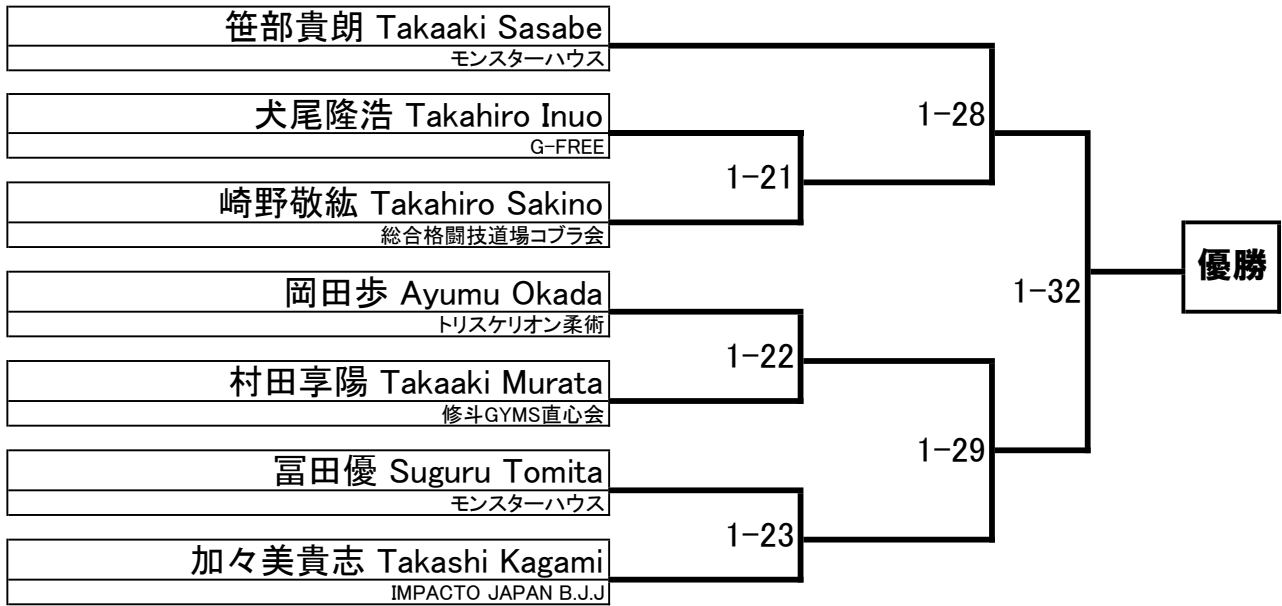 笹部貴朗 Takaaki Sasabe
モンスターハウス
犬尾隆浩 Takahiro Inuo
G-FREE
崎野敬紘 Takahiro Sakino
総合格闘技道場コブラ会
岡田歩 Ayumu Okada
トリスケリオン柔術
村田享陽 Takaaki Murata
修斗GYMS直心会
冨田優 Suguru Tomita
モンスターハウス
加々美貴志 Takashi Kagami
IMPACTO JAPAN B.J.J
1-21
1-22
1-23
1-28
1-29
1-32
優勝